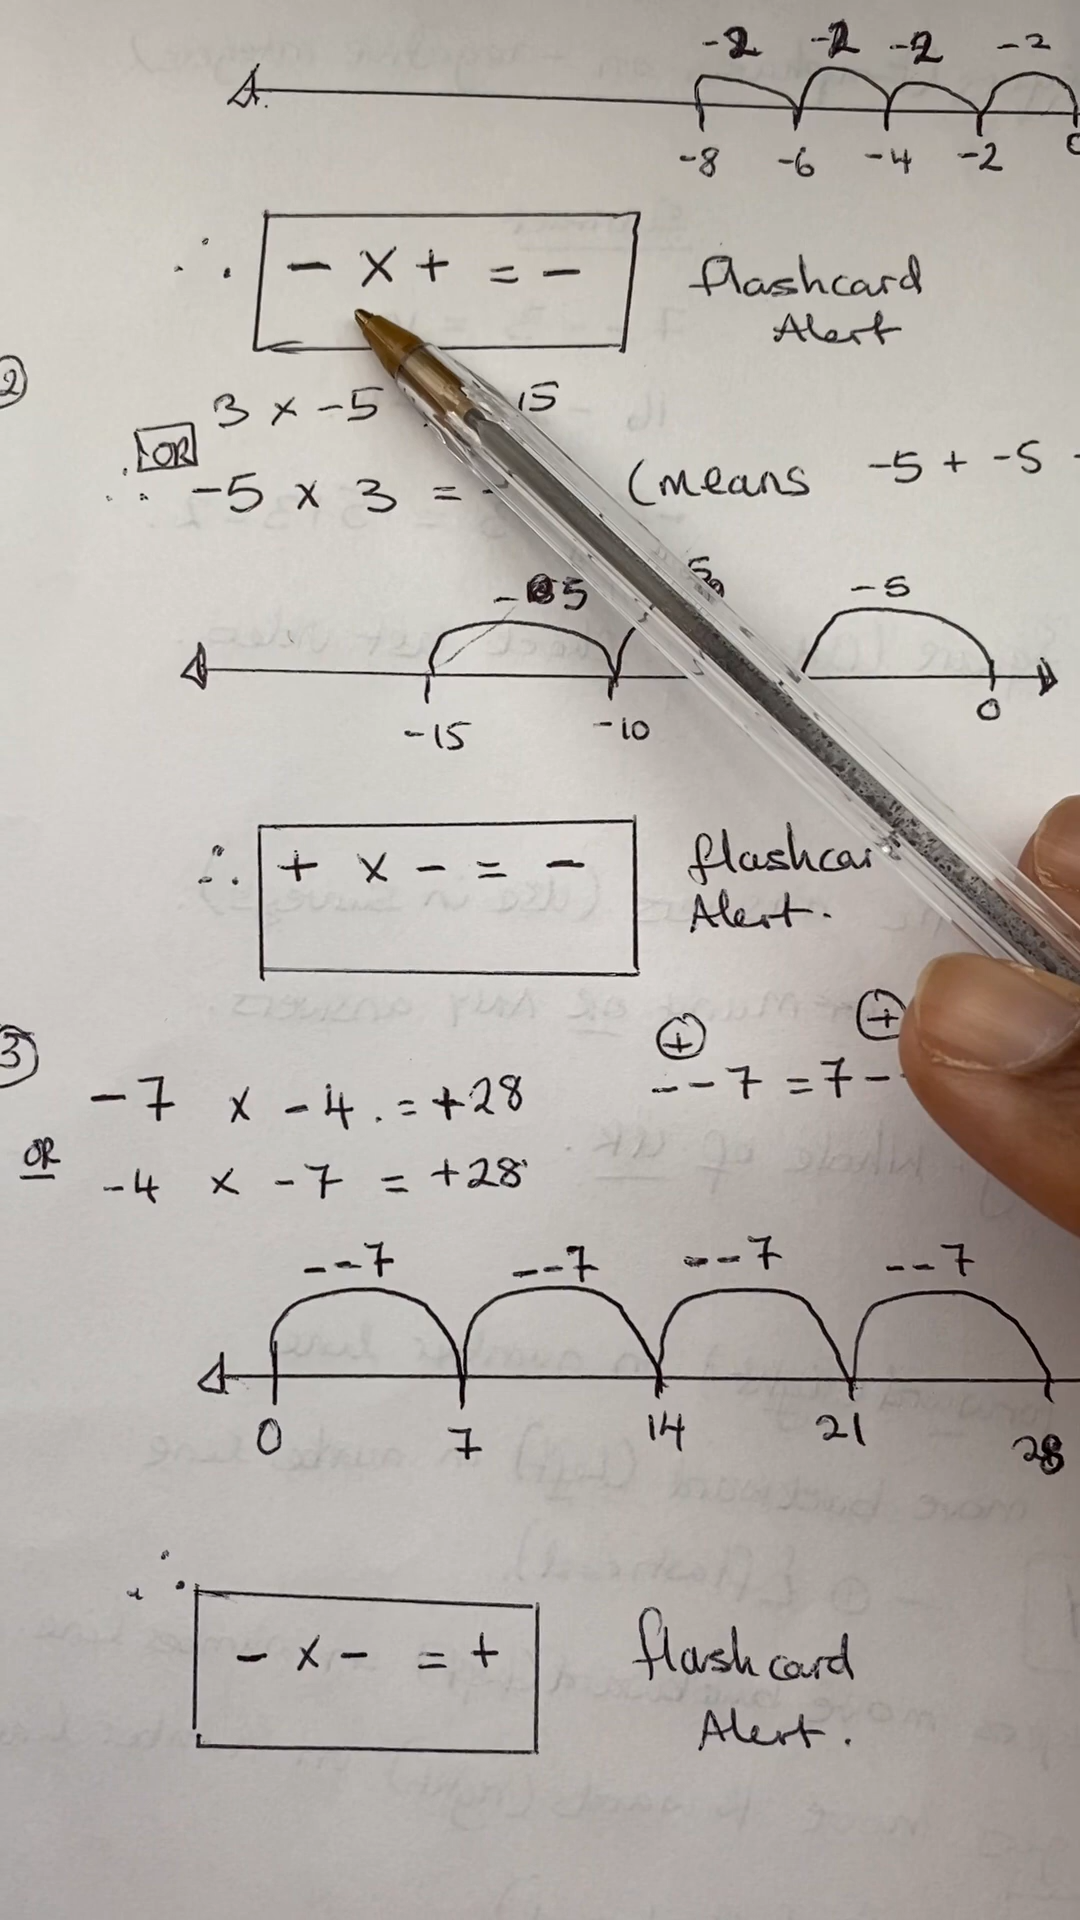 -2 -2 -2 -2
-8 -6 -4 -2 0
∴ - x + = - flashcard
Alert
②
3 x -5 15
OR
∴ -5 x 3 = - (means -5 + -5
-5 5 -5
-15 -10 0
∴ + x - = - flashcar
Alert.
③
+ +
-7 x -4 . = +28 --7 = 7-
OR
-4 x -7 = +28
--7 --7 --7 --7
0 7 14 21 28
∴ - x - = + flashcard
Alert.